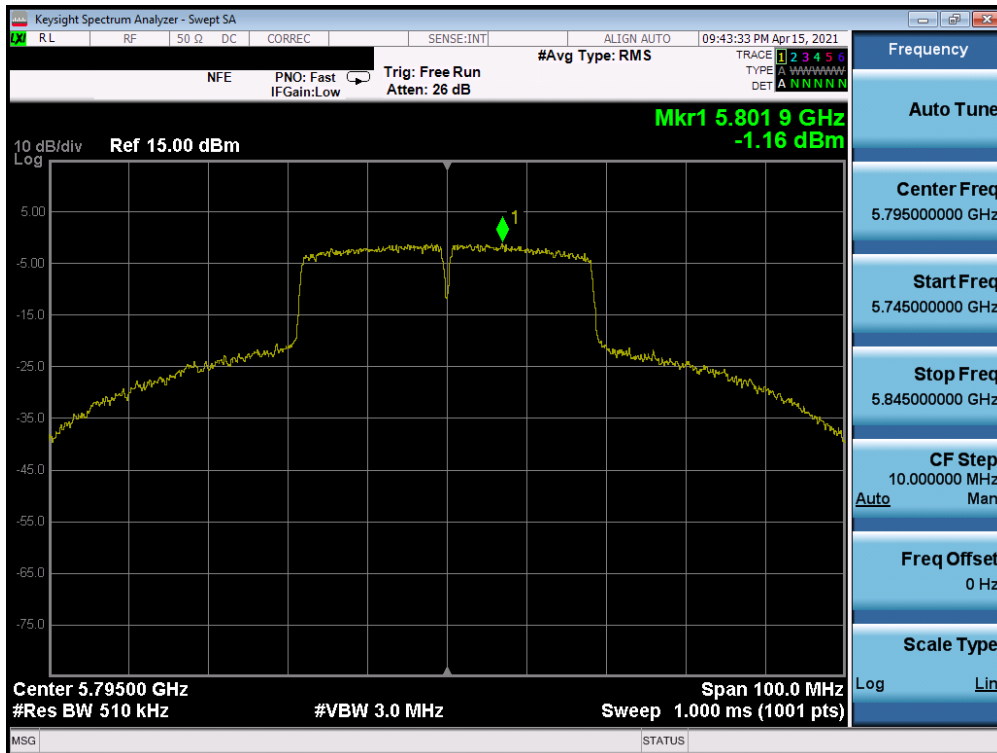 Keysight Spectrum Analyzer - Swept SA
LXI RL RF 50 Ω DC CORREC SENSE:INT ALIGN AUTO 09:43:33 PM Apr 15, 2021
NFE PNO: Fast Trig: Free Run #Avg Type: RMS TRACE 1 2 3 4 5 6
IFGain:Low Atten: 26 dB TYPE A WWWWW
DET A N N N N N
Mkr1 5.801 9 GHz
-1.16 dBm
10 dB/div Ref 15.00 dBm
Log
5.00
1
-5.00
-15.0
-25.0
-35.0
-45.0
-55.0
-65.0
-75.0
Center 5.79500 GHz Span 100.0 MHz
#Res BW 510 kHz #VBW 3.0 MHz Sweep 1.000 ms (1001 pts)
MSG STATUS
Frequency
Auto Tune
Center Freq
5.795000000 GHz
Start Freq
5.745000000 GHz
Stop Freq
5.845000000 GHz
CF Step
10.000000 MHz
Auto Man
Freq Offset
0 Hz
Scale Type
Log Lin